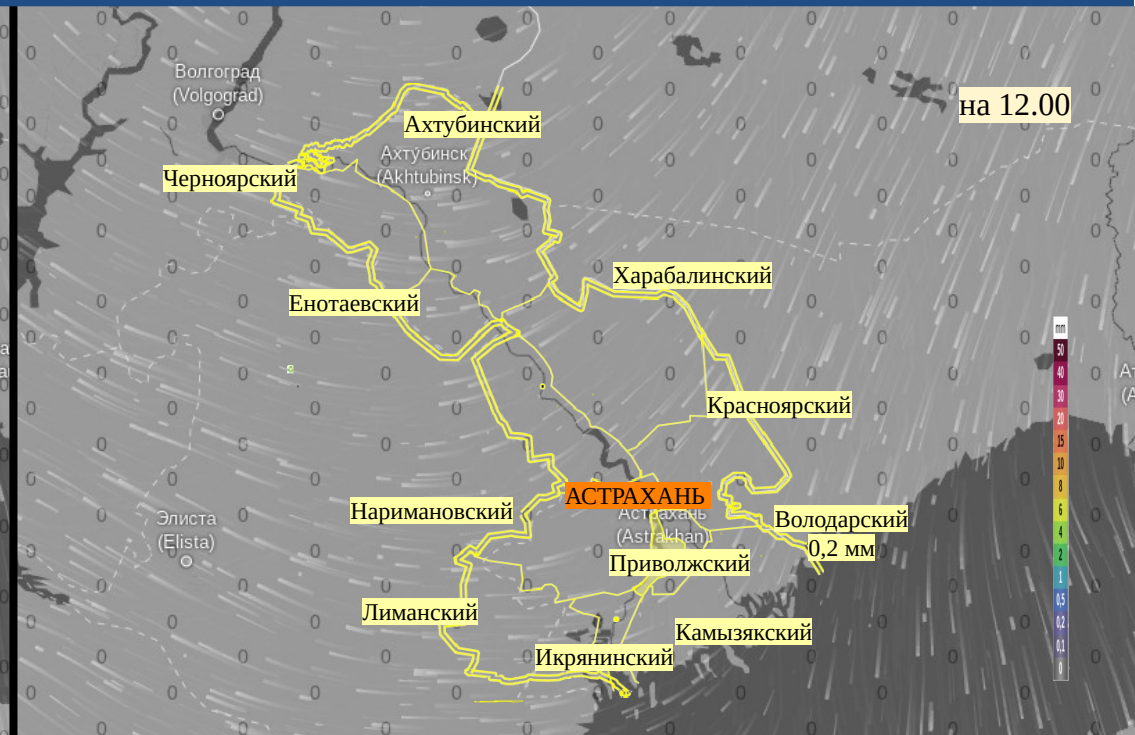 Волгоград
(Volgograd)
на 12.00
Ахтубинский
Ахту́бинск
(Akhtubinsk)
Черноярский
Харабалинский
Енотаевский
mm
50
40
30
20
15
10
8
6
4
2
1
0,5
0,2
0,1
0
Красноярский
АСТРАХАНЬ
Наримановский
Астрахань
(Astrakhan)
Володарский
0,2 мм
Элиста
(Elista)
Приволжский
Лиманский
Камызякский
Икрянинский